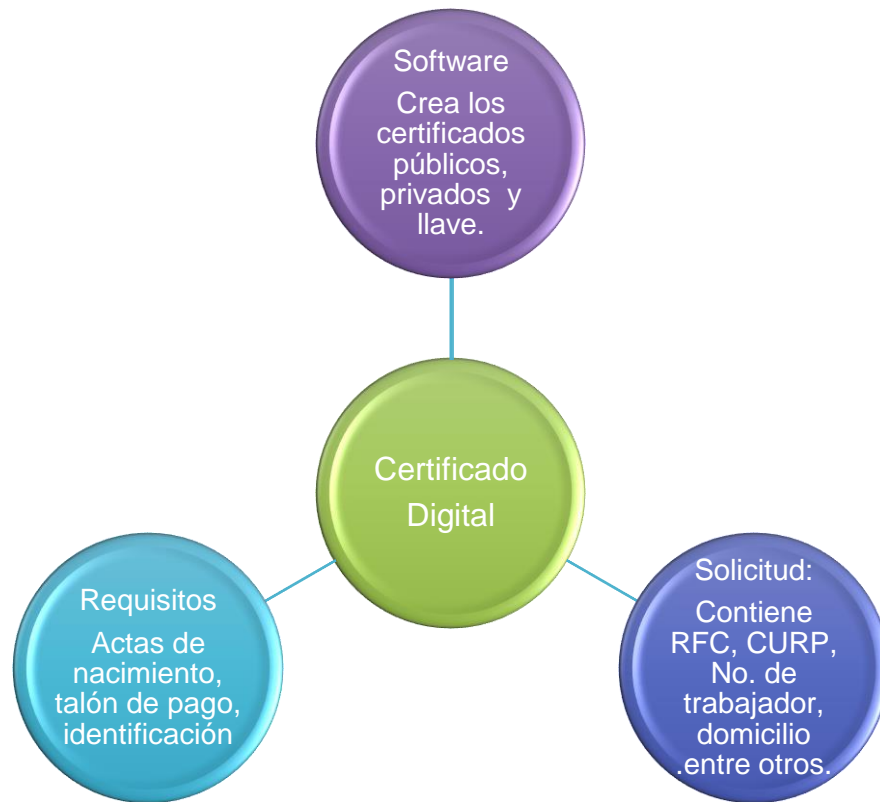 Software
Crea los
certificados
públicos,
privados y
llave.
Certificado
Digital
Requisitos
Actas de
nacimiento,
talón de pago,
identificación
Solicitud:
Contiene
RFC, CURP,
No. de
trabajador,
domicilio
.entre otros.